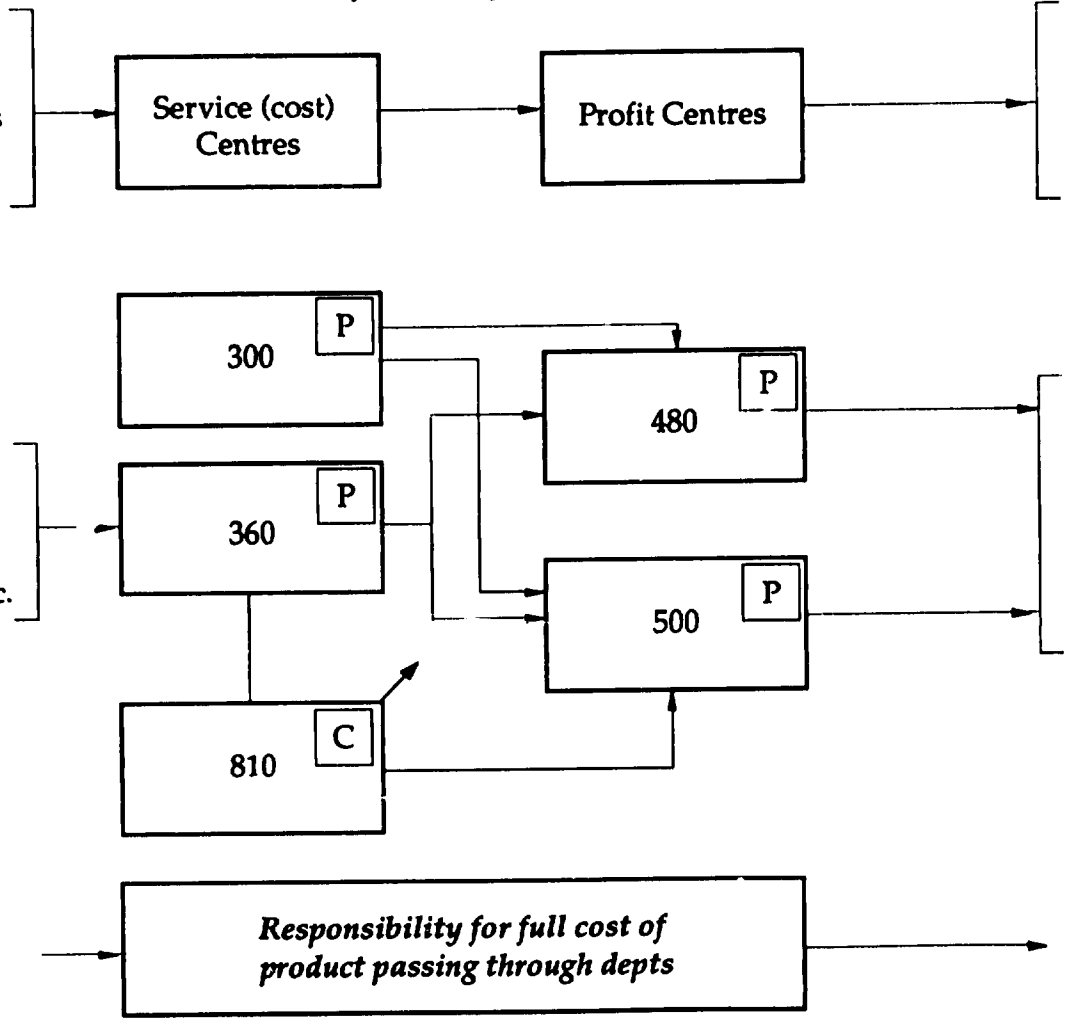 Service (cost)
Centres
Profit Centres
P
300
P
480
P
360
P
500
C
810
Responsibility for full cost of
product passing through depts